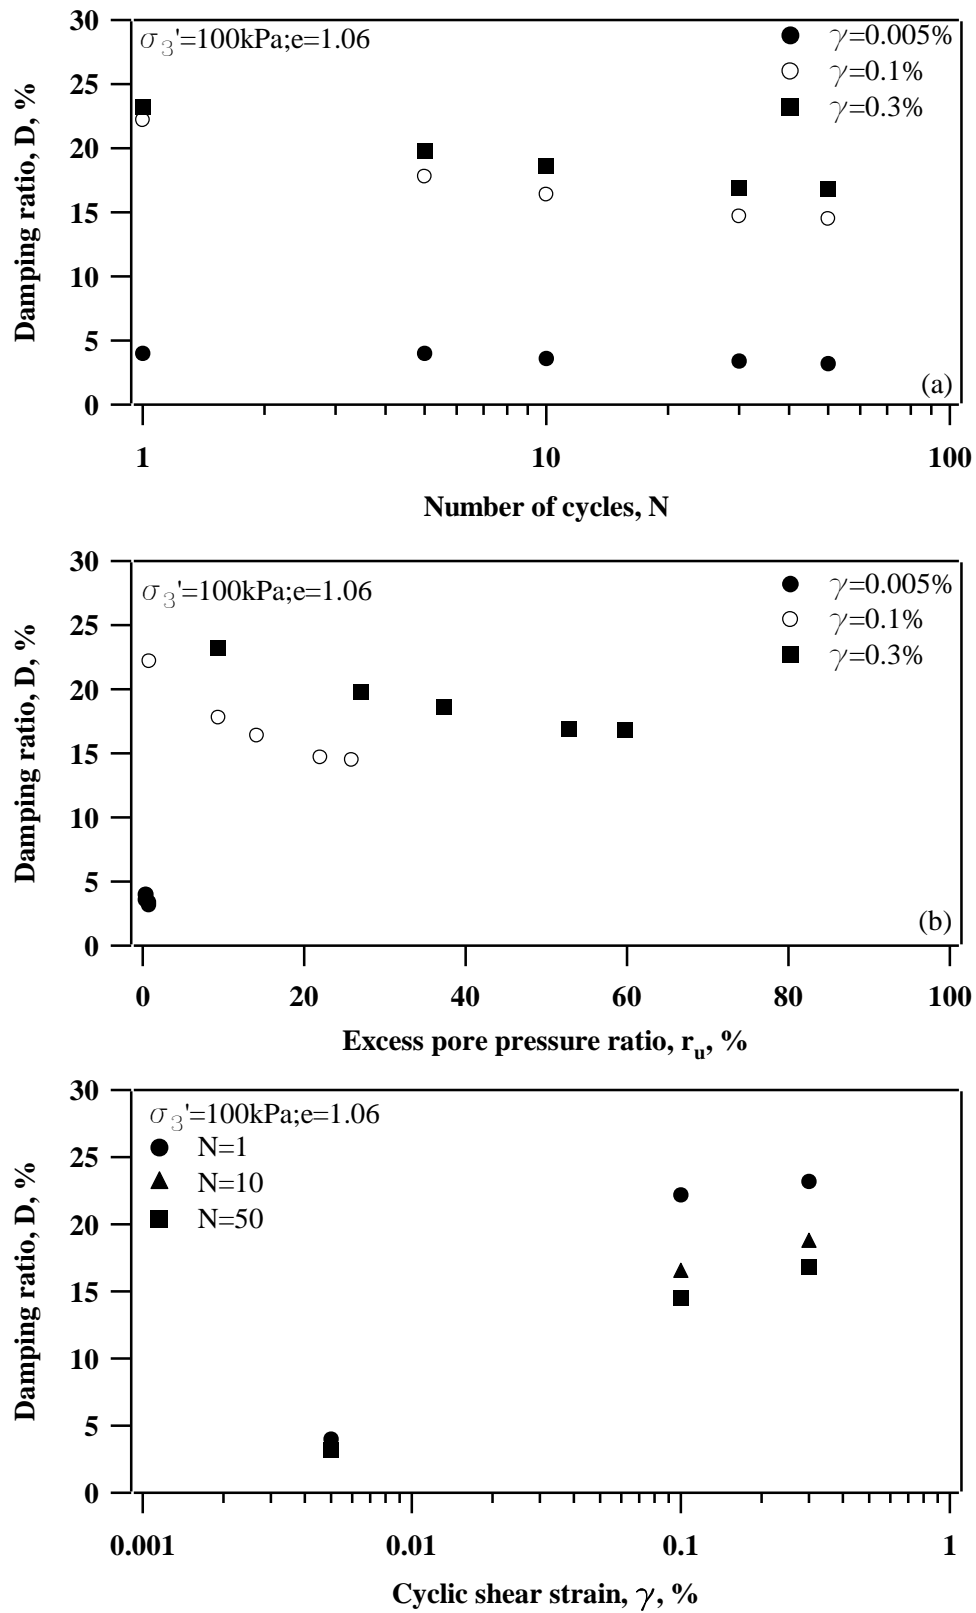 σ3'=100kPa;e=1.06
γ=0.005%
γ=0.1%
γ=0.3%
30
25
20
15
10
5
0
Damping ratio, D, %
(a)
1
10
100
Number of cycles, N
σ3'=100kPa;e=1.06
γ=0.005%
γ=0.1%
γ=0.3%
30
25
20
15
10
5
0
Damping ratio, D, %
(b)
0
20
40
60
80
100
Excess pore pressure ratio, ru, %
σ3'=100kPa;e=1.06
N=1
N=10
N=50
30
25
20
15
10
5
0
Damping ratio, D, %
0.001
0.01
0.1
1
Cyclic shear strain, γ, %